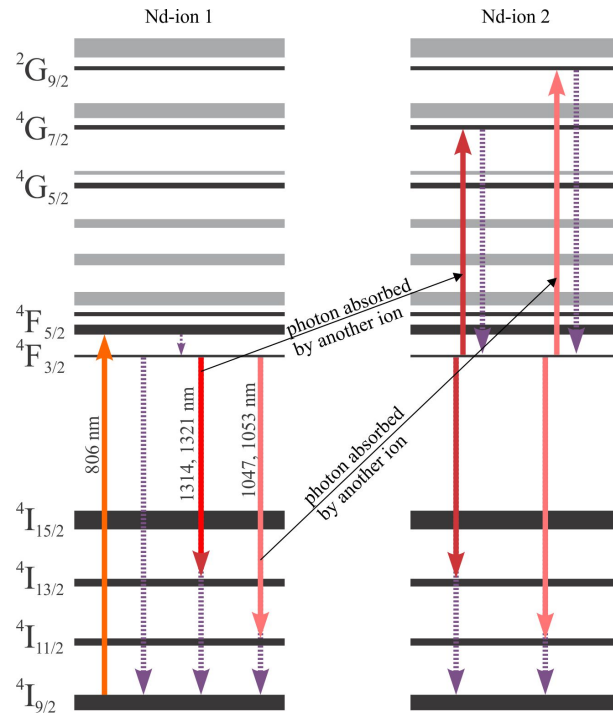 Nd-ion 1
Nd-ion 2
²G₉/₂
⁴G₇/₂
⁴G₅/₂
⁴F₅/₂
⁴F₃/₂
⁴I₁₅/₂
⁴I₁₃/₂
⁴I₁₁/₂
⁴I₉/₂
806 nm
1314, 1321 nm
1047, 1053 nm
photon absorbed
by another ion
photon absorbed
by another ion